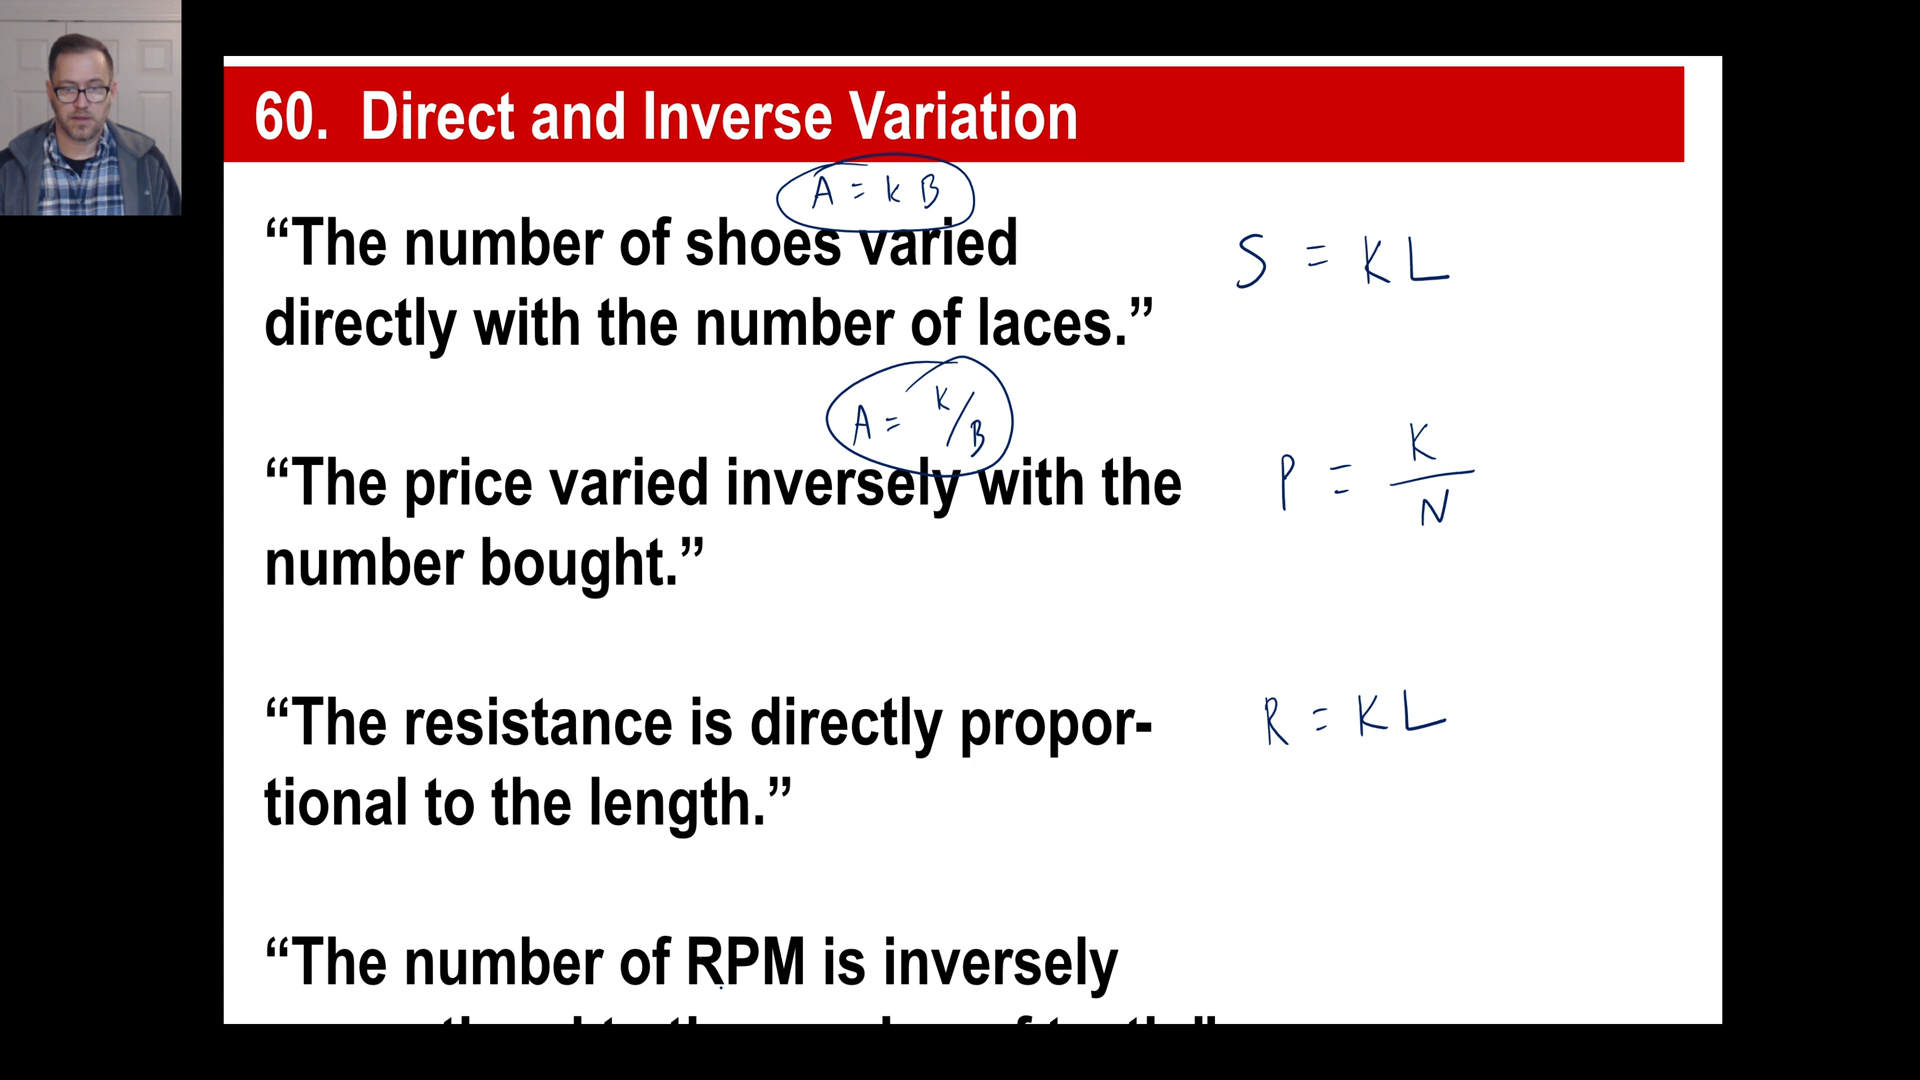 60. Direct and Inverse Variation
A = k B
“The number of shoes varied
directly with the number of laces.”
S = K L
A = K/B
“The price varied inversely with the
number bought.”
P = K/N
“The resistance is directly propor-
tional to the length.”
R = K L
“The number of RPM is inversely